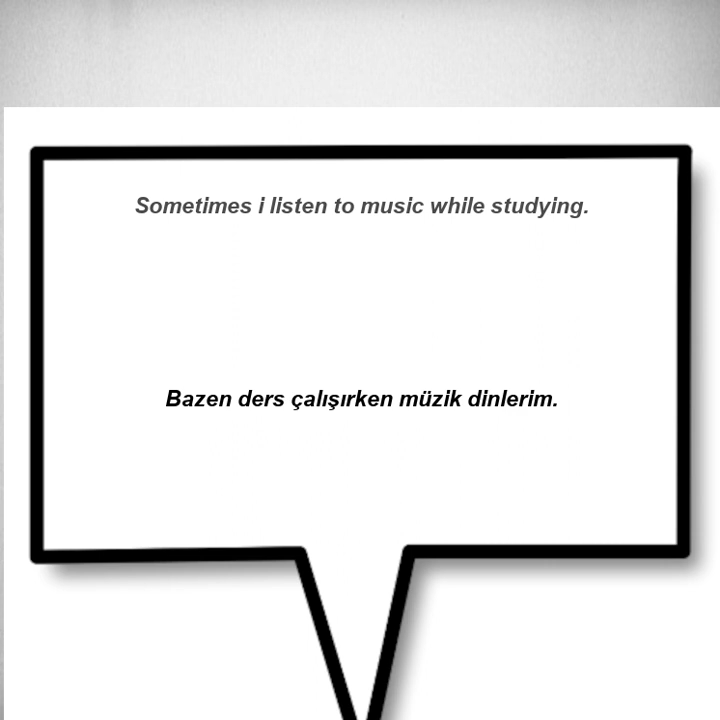 Sometimes i listen to music while studying.
Bazen ders çalışırken müzik dinlerim.